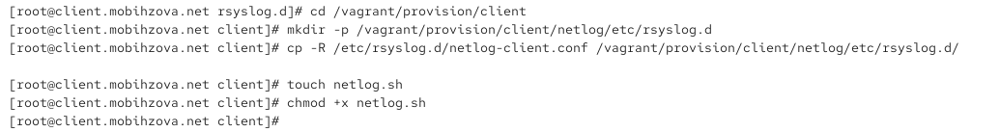 [root@client.mobihzova.net rsyslog.d]# cd /vagrant/provision/client
[root@client.mobihzova.net client]# mkdir -p /vagrant/provision/client/netlog/etc/rsyslog.d
[root@client.mobihzova.net client]# cp -R /etc/rsyslog.d/netlog-client.conf /vagrant/provision/client/netlog/etc/rsyslog.d/
[root@client.mobihzova.net client]# touch netlog.sh
[root@client.mobihzova.net client]# chmod +x netlog.sh
[root@client.mobihzova.net client]#